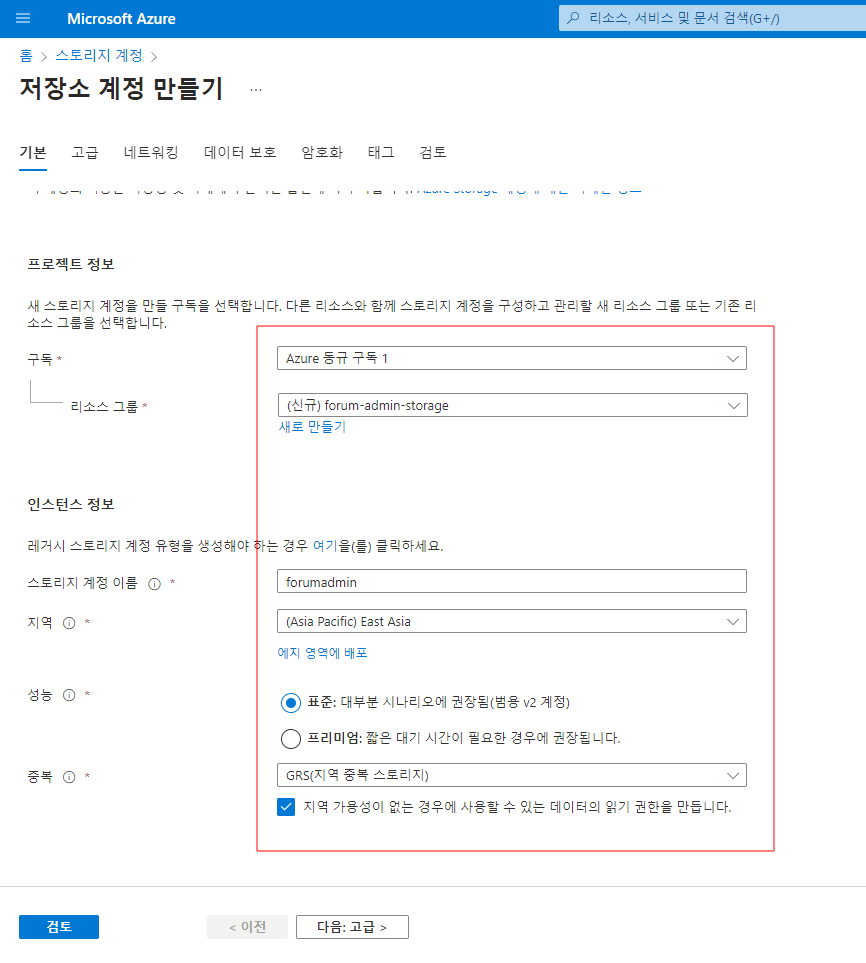 Microsoft Azure
리소스, 서비스 및 문서 검색(G+/)
홈 > 스토리지 계정 >
저장소 계정 만들기 ...
기본 고급 네트워킹 데이터 보호 암호화 태그 검토
Azure Storage
프로젝트 정보
새 스토리지 계정을 만들 구독을 선택합니다. 다른 리소스와 함께 스토리지 계정을 구성하고 관리할 새 리소스 그룹 또는 기존 리
소스 그룹을 선택합니다.
구독 * Azure 동규 구독 1
리소스 그룹 * (신규) forum-admin-storage
새로 만들기
인스턴스 정보
레거시 스토리지 계정 유형을 생성해야 하는 경우 여기을(를) 클릭하세요.
스토리지 계정 이름 * forumadmin
지역 * (Asia Pacific) East Asia
에지 영역에 배포
성능 * 표준: 대부분 시나리오에 권장됨(범용 v2 계정)
프리미엄: 짧은 대기 시간이 필요한 경우에 권장됩니다.
중복 * GRS(지역 중복 스토리지)
지역 가용성이 없는 경우에 사용할 수 있는 데이터의 읽기 권한을 만듭니다.
검토 < 이전 다음: 고급 >